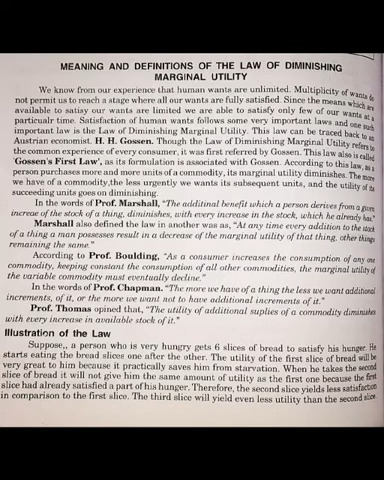 MEANING AND DEFINITIONS OF THE LAW OF DIMINISHING
MARGINAL UTILITY
We know from our experience that human wants are unlimited. Multiplicity of wants do
not permit us to reach a stage where all our wants are fully satisfied. Since the means which are
available to satisy our wants are limited we are able to satisfy only few of our wants at a
particualr time. Satisfaction of human wants follows some very important laws and one such
important law is the Law of Diminishing Marginal Utility. This law can be traced back to an
Austrian economist. H. H. Gossen. Though the Law of Diminishing Marginal Utility refers to
the common experience of every consumer, it was first referred by Gossen. This law also is called
'Gossen's First Law', as its formulation is associated with Gossen. According to this law, as a
person purchases more and more units of a commodity, its marginal utility diminishes. The more
we have of a commodity,the less urgently we wants its subsequent units, and the utility of its
succeeding units goes on diminishing.
In the words of Prof. Marshall, "The additinal benefit which a person derives from a given
increae of the stock of a thing, diminishes, with every increase in the stock, which he already has."
Marshall also defined the law in another was as, "At any time every addition to the stock
of a thing a man possesses result in a decrease of the marginal utility of that thing, other things
remaining the same."
According to Prof. Boulding, "As a consumer increases the consumption of any one
commodity, keeping constant the consumption of all other commodities, the marginal utility of
the variable commodity must eventually decline."
In the words of Prof. Chapman. "The more we have of a thing the less we want additional
increments, of it, or the more we want not to have additional increments of it."
Prof. Thomas opined that, "The utility of additional suplies of a commodity diminishes
with every increase in available stock of it."
Illustration of the Law
Suppose,, a person who is very hungry gets 6 slices of bread to satisfy his hunger. He
starts eating the bread slices one after the other. The utility of the first slice of bread will be
very great to him because it practically saves him from starvation. When he takes the second
slice of bread it will not give him the same amount of utility as the first one because the first
slice had already satisfied a part of his hunger. Therefore, the second slice yields less satisfaction
in comparison to the first slice. The third slice will yield even less utility than the second slice